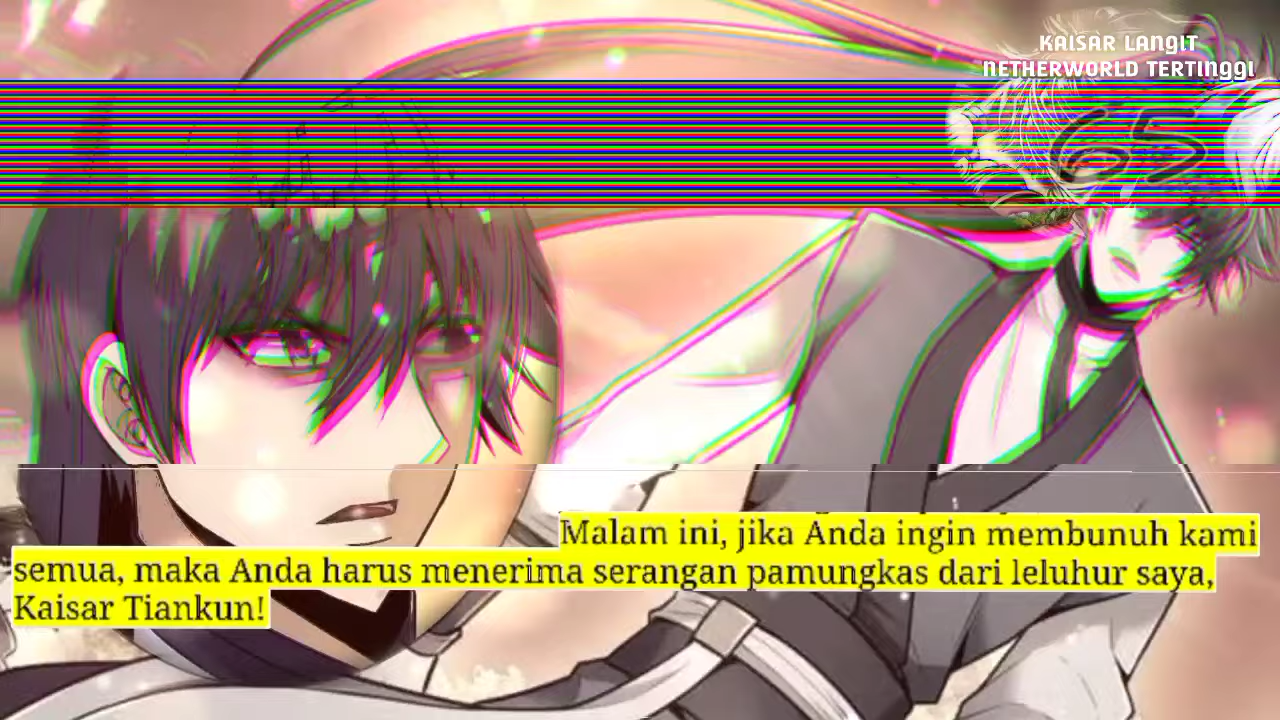 KAISAR LANGIT
NETHERWORLD TERTINGGI
65
Malam ini, jika Anda ingin membunuh kami
semua, maka Anda harus menerima serangan pamungkas dari leluhur saya,
Kaisar Tiankun!